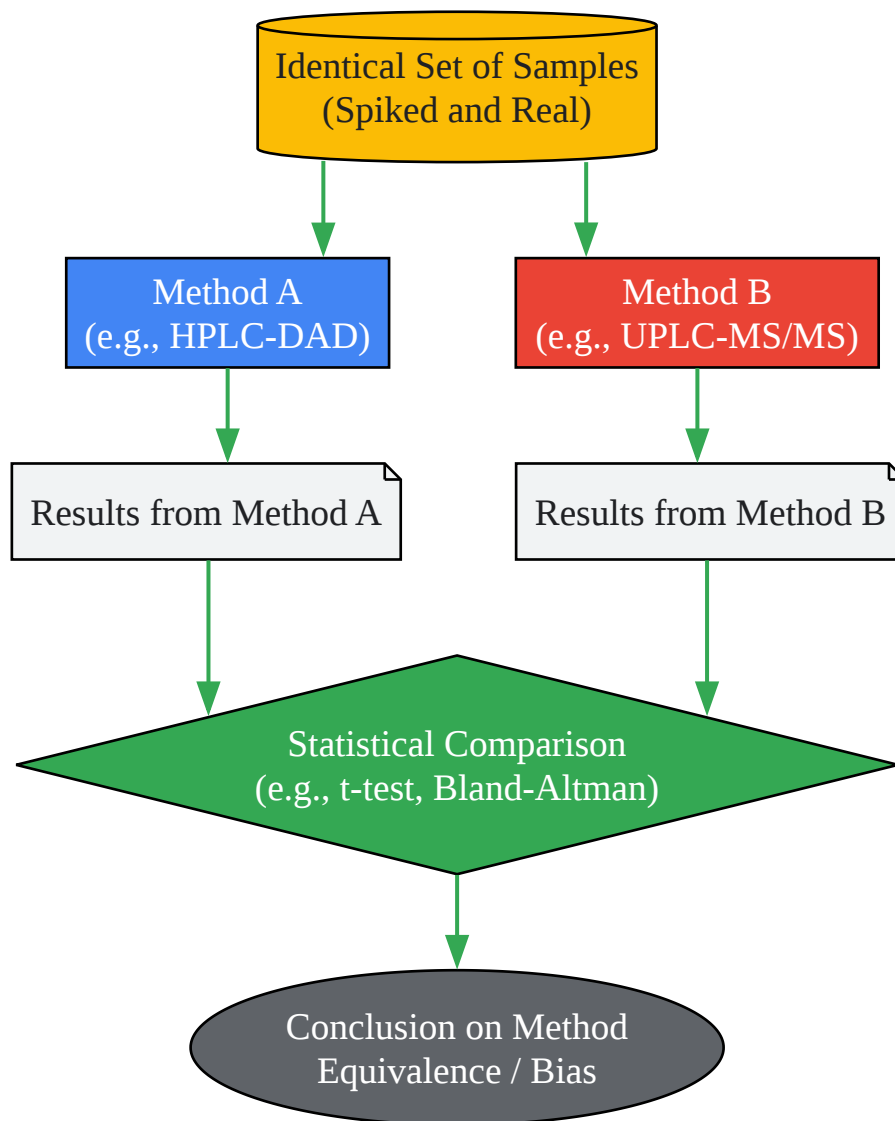 Identical Set of Samples
(Spiked and Real)
Method A
(e.g., HPLC-DAD)
Method B
(e.g., UPLC-MS/MS)
Results from Method A
Results from Method B
Statistical Comparison
(e.g., t-test, Bland-Altman)
Conclusion on Method
Equivalence / Bias